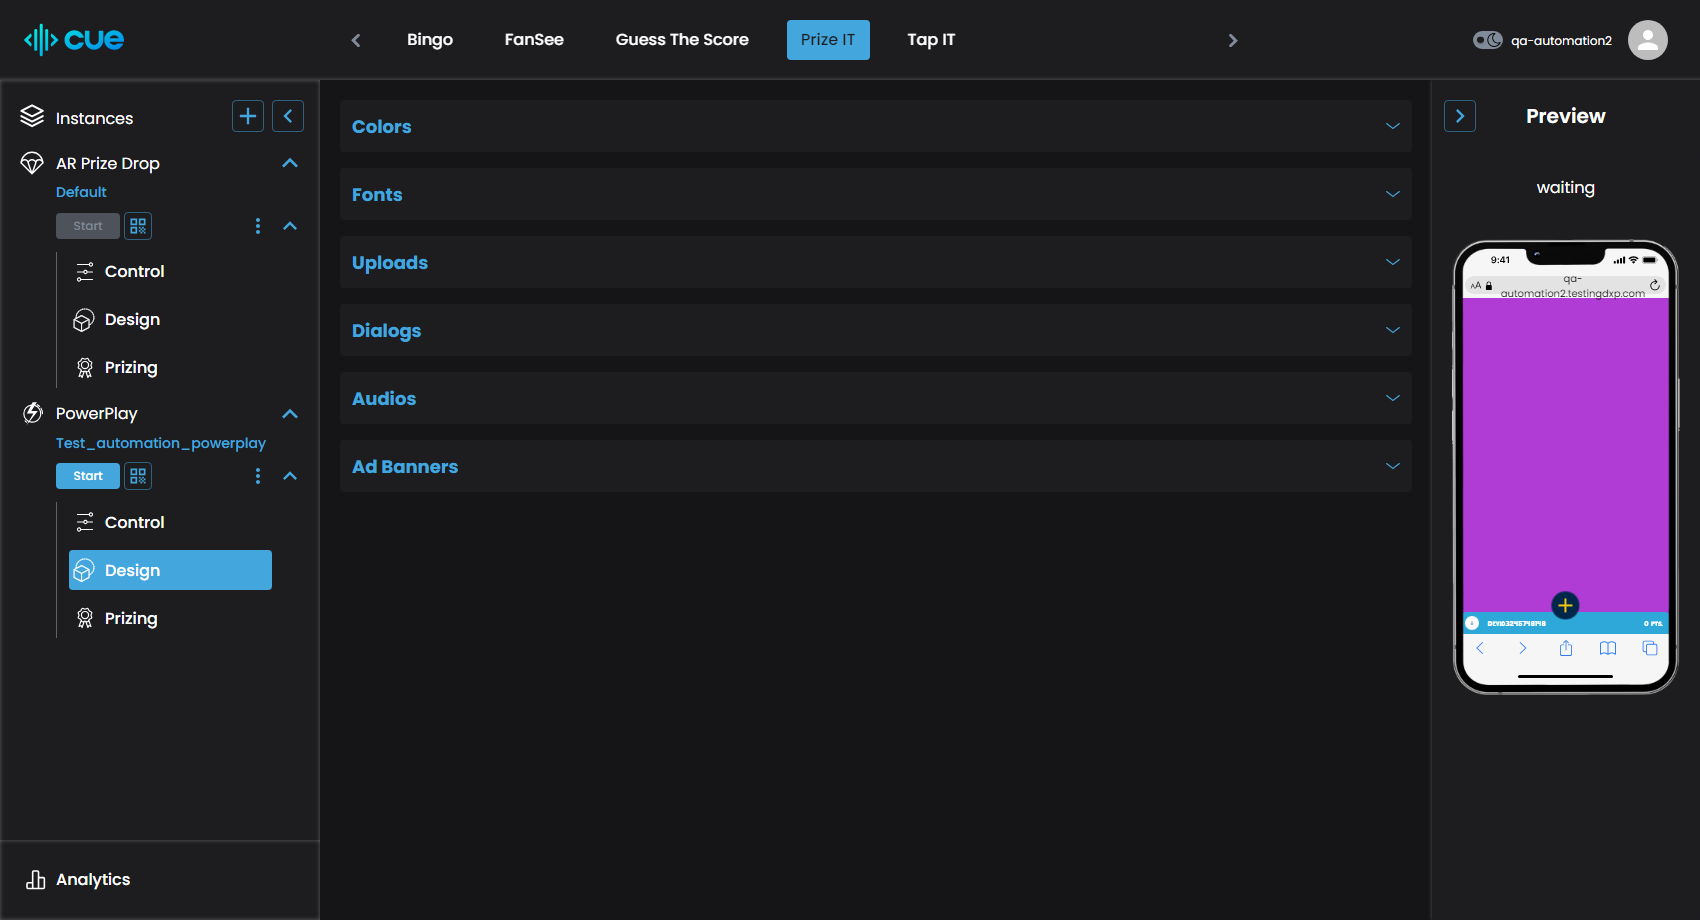 cue
Bingo
FanSee
Guess The Score
Prize IT
Tap IT
qa-automation2
Instances
AR Prize Drop
Default
Start
Control
Design
Prizing
PowerPlay
Test_automation_powerplay
Start
Control
Design
Prizing
Analytics
Colors
Fonts
Uploads
Dialogs
Audios
Ad Banners
Preview
waiting
9:41
AA
qa-
automation2.testingdxp.com
0 PTS.